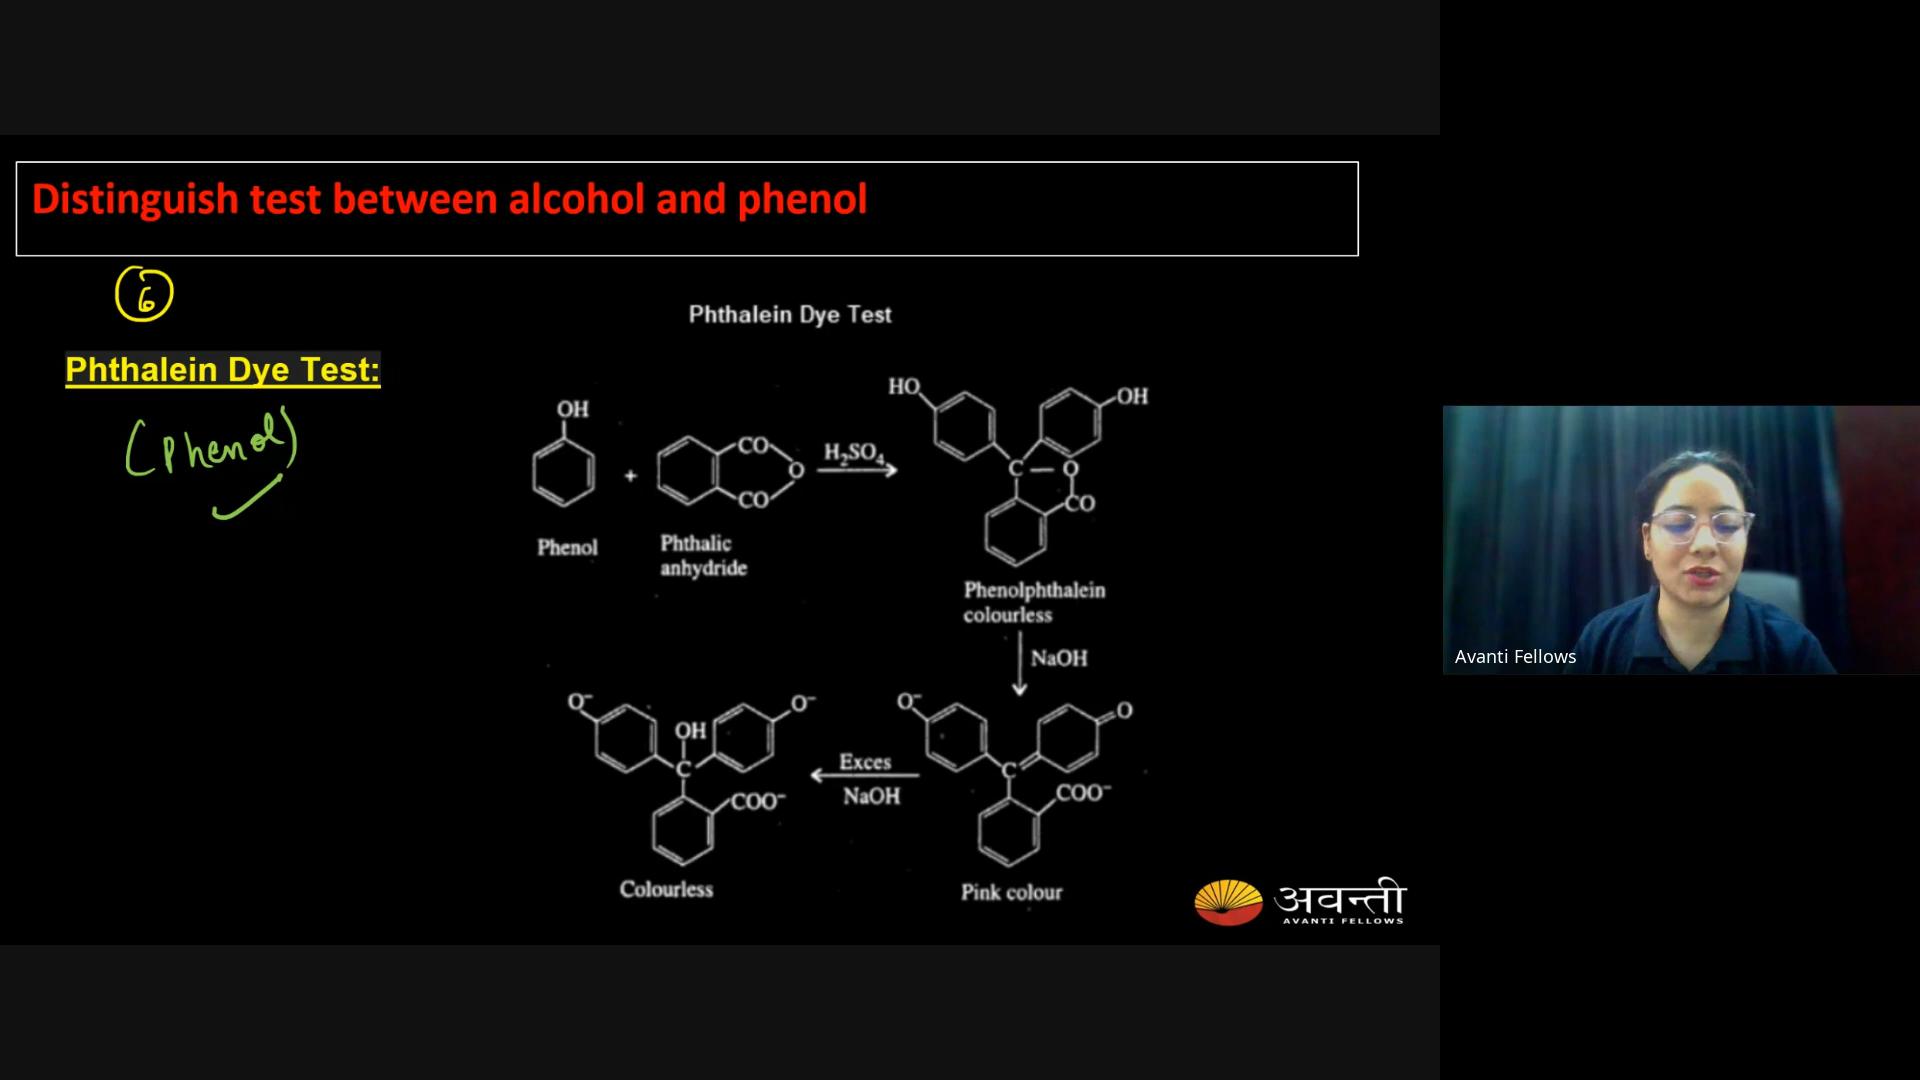 Distinguish test between alcohol and phenol
6
Phthalein Dye Test
Phthalein Dye Test:
(Phenol)
OH
+
CO
O
CO
H₂SO₄
HO
OH
C
O
CO
Phenol
Phthalic
anhydride
Phenolphthalein
colourless
NaOH
O⁻
OH
O⁻
C
COO⁻
Exces
NaOH
O⁻
O
C
COO⁻
Colourless
Pink colour
अवन्ती
AVANTI FELLOWS
Avanti Fellows